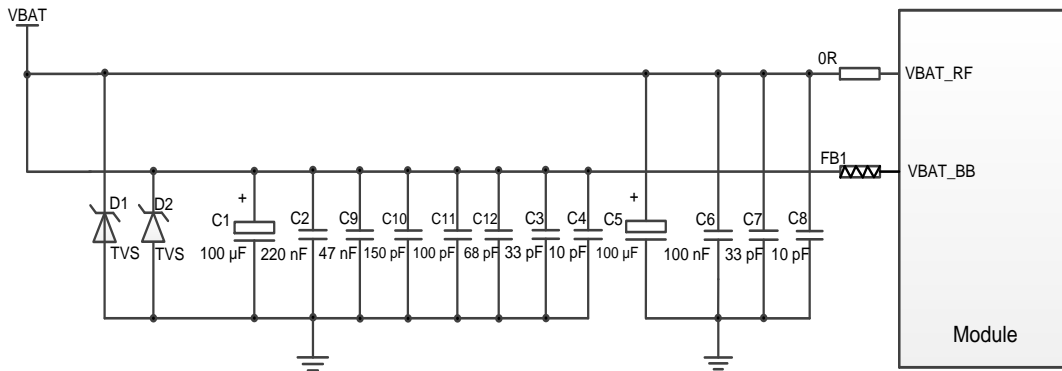 VBAT
0R
VBAT_RF
FB1
VBAT_BB
D1
TVS
D2
TVS
+
C1
100 µF
C2
220 nF
C9
47 nF
C10
150 pF
C11
100 pF
C12
68 pF
C3
33 pF
C4
10 pF
+
C5
100 µF
C6
100 nF
C7
33 pF
C8
10 pF
Module